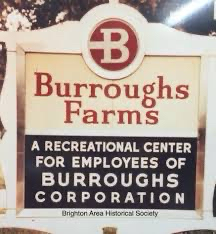 B
Burroughs
Farms
A RECREATIONAL CENTER
FOR EMPLOYEES OF
BURROUGHS
CORPORATION
Brighton Area Historical Society